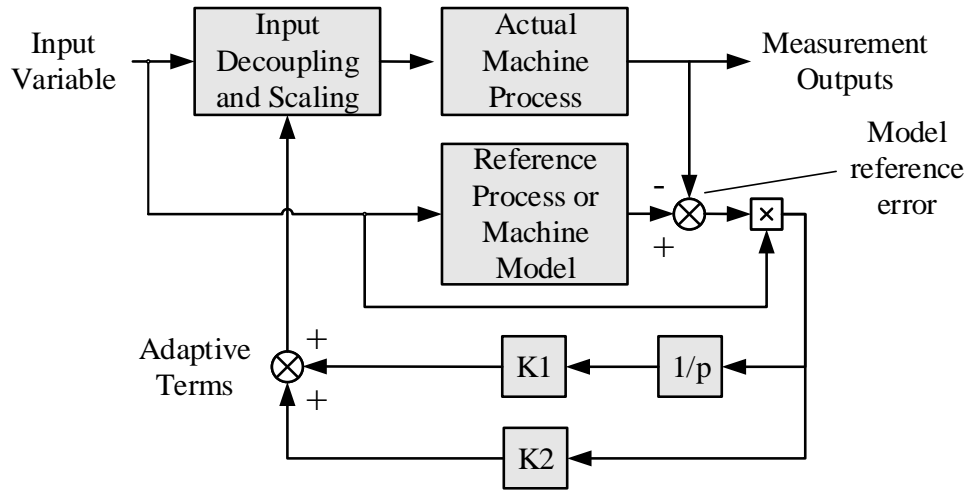 Input
Variable
Input
Decoupling
and Scaling
Actual
Machine
Process
Measurement
Outputs
Model
reference
error
Reference
Process or
Machine
Model
-
+
×
Adaptive
Terms
+
+
K1
1/p
K2